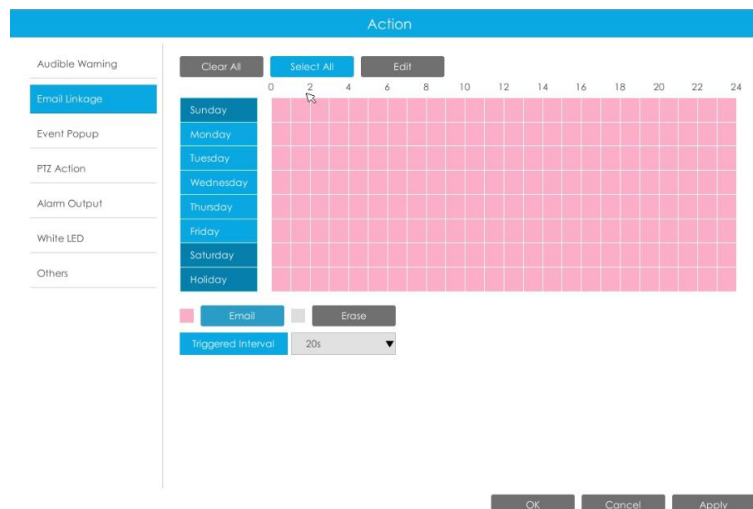 Action
Audible Warning
Email Linkage
Event Popup
PTZ Action
Alarm Output
White LED
Others
Clear All Select All Edit
0 2 4 6 8 10 12 14 16 18 20 22 24
Sunday
Monday
Tuesday
Wednesday
Thursday
Friday
Saturday
Holiday
Email Erase
Triggered Interval 20s
OK Cancel Apply